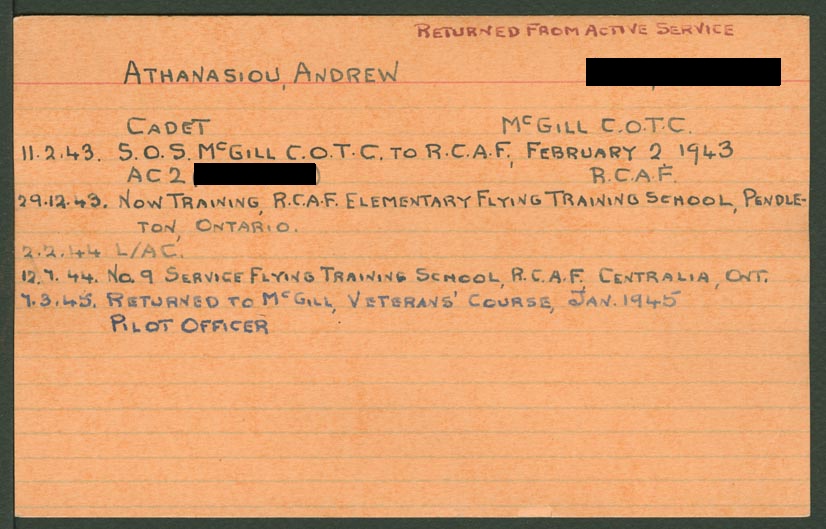 RETURNED FROM ACTIVE SERVICE
ATHANASIOU, ANDREW
CADET McGILL C.O.T.C.
11.2.43. S.O.S. McGILL C.O.T.C. TO R.C.A.F., FEBRUARY 2, 1943
AC2 R.C.A.F.
29.12.43. NOW TRAINING, R.C.A.F. ELEMENTARY FLYING TRAINING SCHOOL, PENDLE-
TON, ONTARIO.
2.2.44 L/AC.
12.7.44. No. 9 SERVICE FLYING TRAINING SCHOOL, R.C.A.F. CENTRALIA, ONT.
7.3.45. RETURNED TO McGILL, VETERANS' COURSE, JAN. 1945
PILOT OFFICER